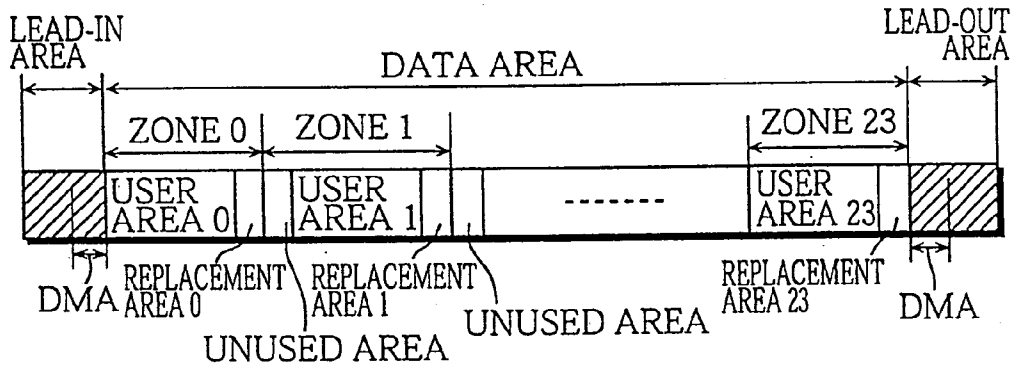 LEAD-IN
AREA
DATA AREA
LEAD-OUT
AREA
ZONE 0
ZONE 1
ZONE 23
USER
AREA 0
USER
AREA 1
USER
AREA 23
DMA
REPLACEMENT
AREA 0
UNUSED AREA
REPLACEMENT
AREA 1
UNUSED AREA
REPLACEMENT
AREA 23
DMA